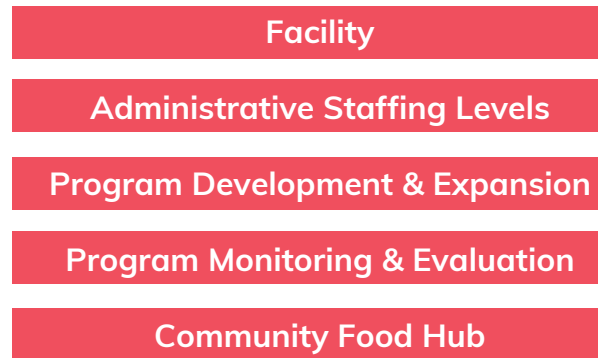 Facility
Administrative Staffing Levels
Program Development & Expansion
Program Monitoring & Evaluation
Community Food Hub